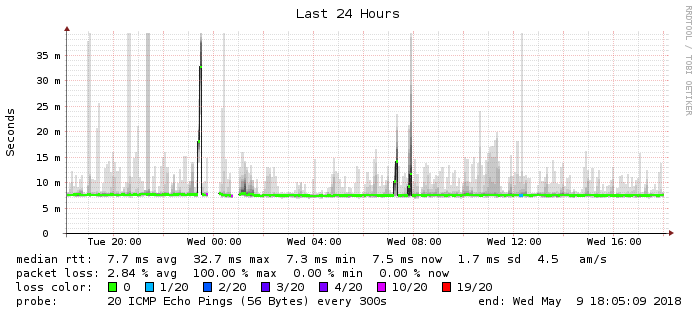 Last 24 Hours
RRDTOOL / TOBI OETIKER
Seconds
35 m
30 m
25 m
20 m
15 m
10 m
5 m
0
Tue 20:00 Wed 00:00 Wed 04:00 Wed 08:00 Wed 12:00 Wed 16:00
median rtt: 7.7 ms avg 32.7 ms max 7.3 ms min 7.5 ms now 1.7 ms sd 4.5 am/s
packet loss: 2.84 % avg 100.00 % max 0.00 % min 0.00 % now
loss color: 0 1/20 2/20 3/20 4/20 10/20 19/20
probe: 20 ICMP Echo Pings (56 Bytes) every 300s end: Wed May 9 18:05:09 2018